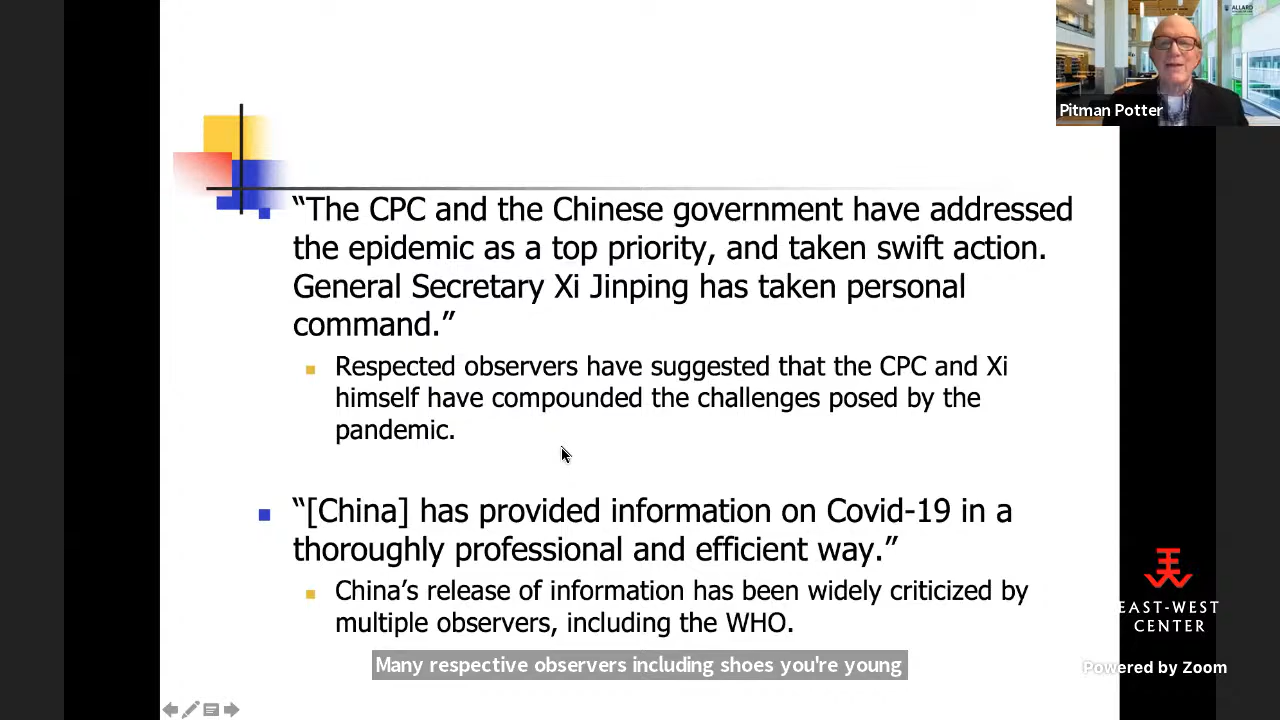 ALLARD
Pitman Potter
“The CPC and the Chinese government have addressed
the epidemic as a top priority, and taken swift action.
General Secretary Xi Jinping has taken personal
command.”
Respected observers have suggested that the CPC and Xi
himself have compounded the challenges posed by the
pandemic.
“[China] has provided information on Covid-19 in a
thoroughly professional and efficient way.”
China’s release of information has been widely criticized by
multiple observers, including the WHO.
EAST-WEST
CENTER
Many respective observers including shoes you're young
Powered by Zoom